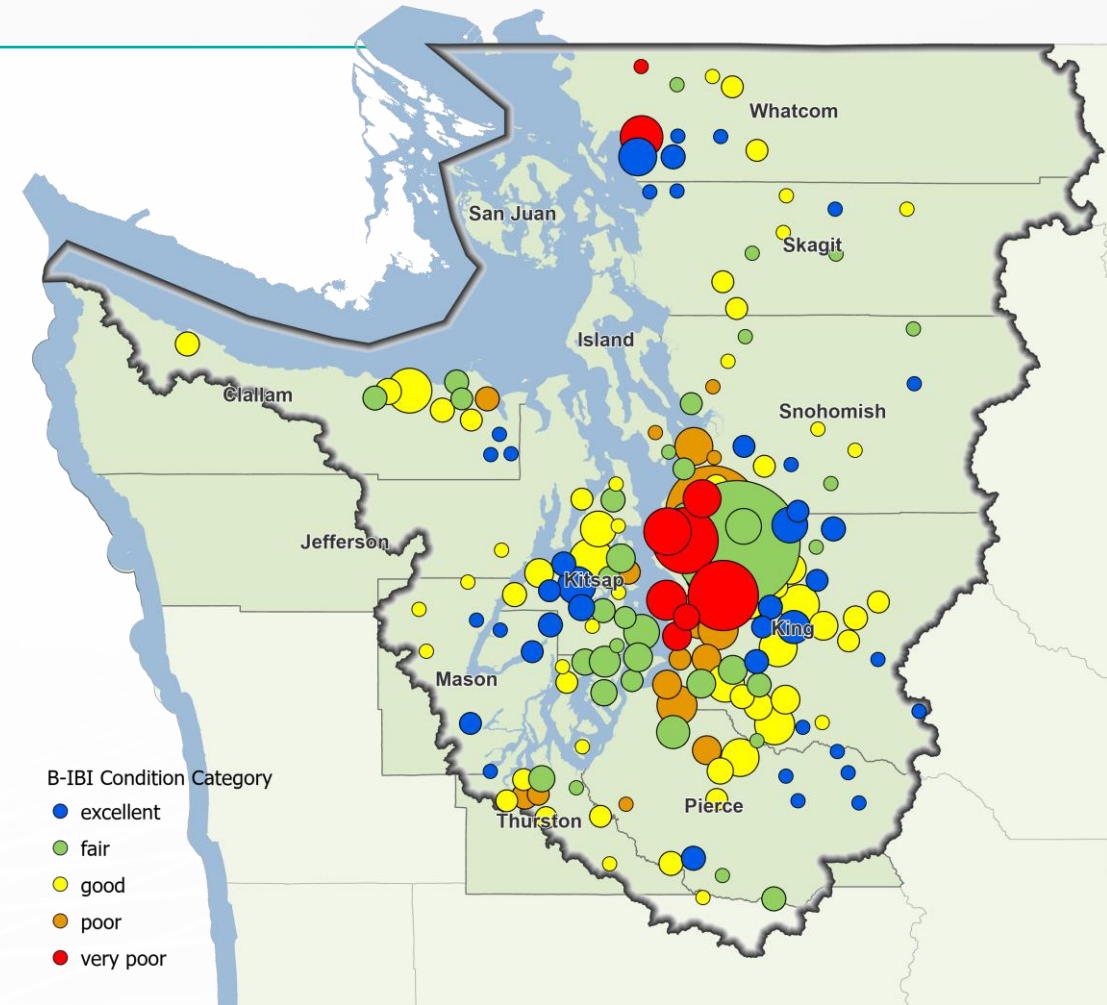 Whatcom
San Juan
Skagit
Island
Clallam
Snohomish
Jefferson
Kitsap
King
Mason
B-IBI Condition Category
excellent
fair
good
poor
very poor
Pierce
Thurston